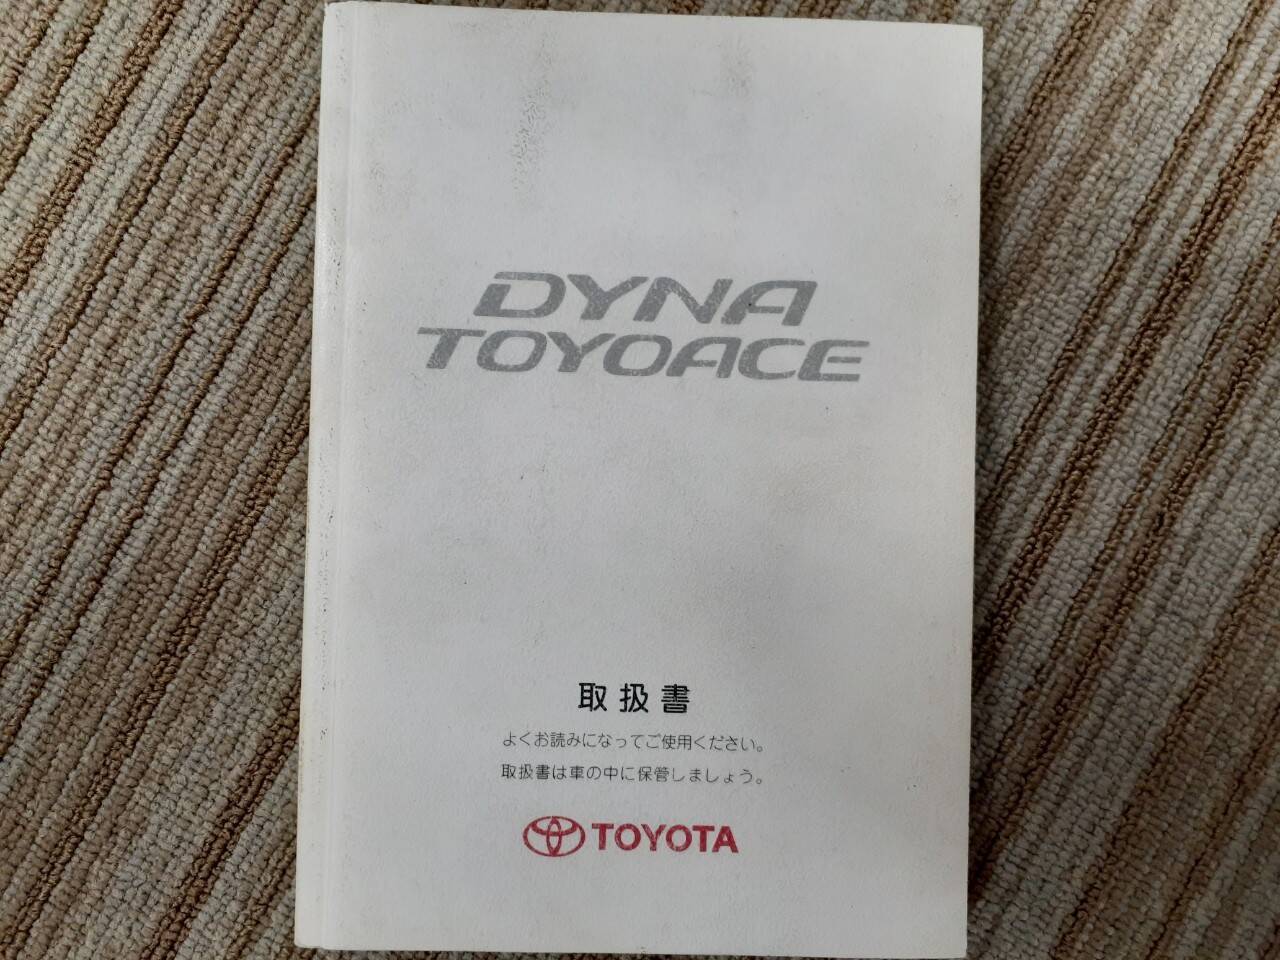 DYNA
TOYOACE
取扱書
よくお読みになってご使用ください。
取扱書は車の中に保管しましょう。
TOYOTA